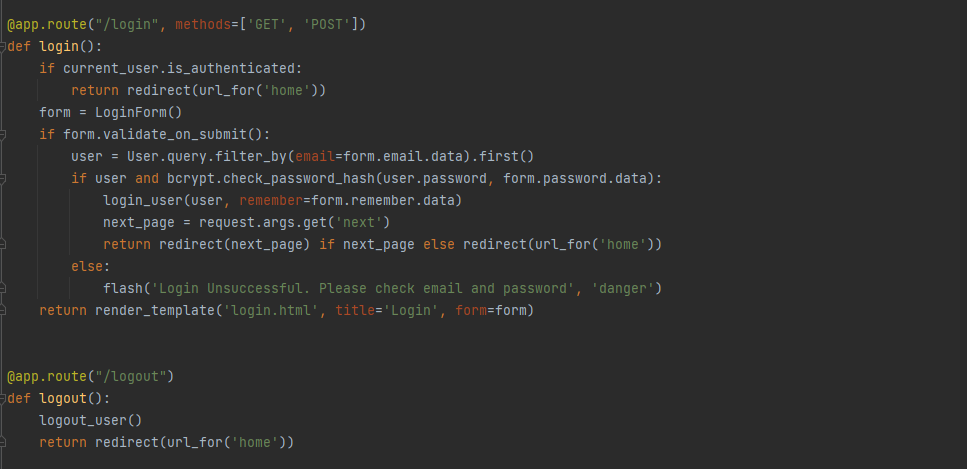 @app.route("/login", methods=['GET', 'POST'])
def login():
    if current_user.is_authenticated:
        return redirect(url_for('home'))
    form = LoginForm()
    if form.validate_on_submit():
        user = User.query.filter_by(email=form.email.data).first()
        if user and bcrypt.check_password_hash(user.password, form.password.data):
            login_user(user, remember=form.remember.data)
            next_page = request.args.get('next')
            return redirect(next_page) if next_page else redirect(url_for('home'))
        else:
            flash('Login Unsuccessful. Please check email and password', 'danger')
    return render_template('login.html', title='Login', form=form)
@app.route("/logout")
def logout():
    logout_user()
    return redirect(url_for('home'))